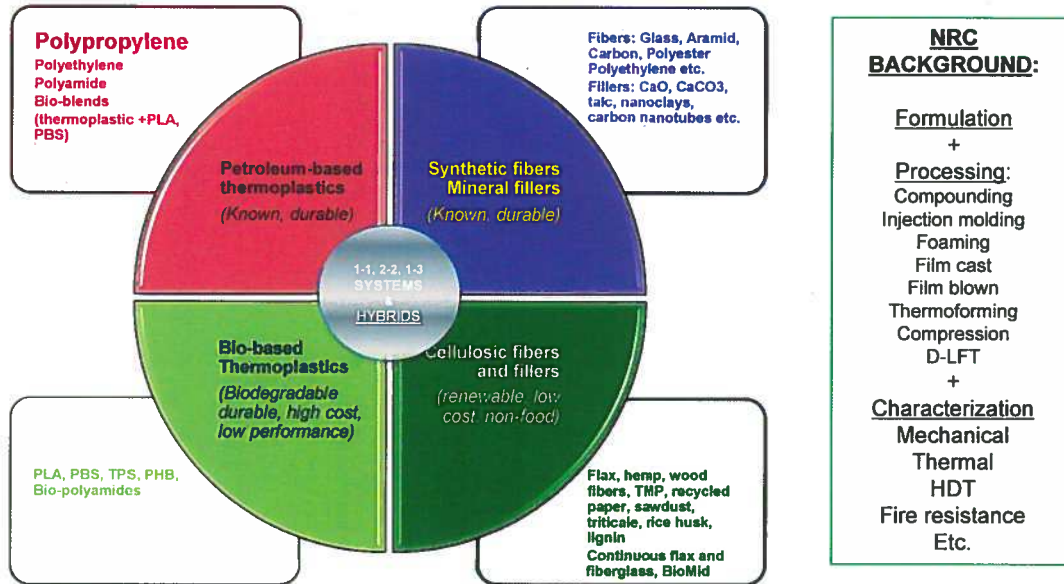 Polypropylene
Polyethylene
Polyamide
Bio-blends
(thermoplastic +PLA,
PBS)
Fibers: Glass, Aramid,
Carbon, Polyester
Polyethylene etc.
Fillers: CaO, CaCO3,
talc, nanoclays,
carbon nanotubes etc.
Petroleum-based
thermoplastics
(Known, durable)
Synthetic fibers
Mineral fillers
(Known, durable)
1-1, 2-2, 1-3
SYSTEMS
&
HYBRIDS
Bio-based
Thermoplastics
(Biodegradable
durable, high cost,
low performance)
Cellulosic fibers
and fillers
(renewable, low
cost, non-food)
PLA, PBS, TPS, PHB,
Bio-polyamides
Flax, hemp, wood
fibers, TMP, recycled
paper, sawdust,
triticale, rice husk,
lignin
Continuous flax and
fiberglass, BioMid
NRC
BACKGROUND:
Formulation
+
Processing:
Compounding
Injection molding
Foaming
Film cast
Film blown
Thermoforming
Compression
D-LFT
+
Characterization
Mechanical
Thermal
HDT
Fire resistance
Etc.